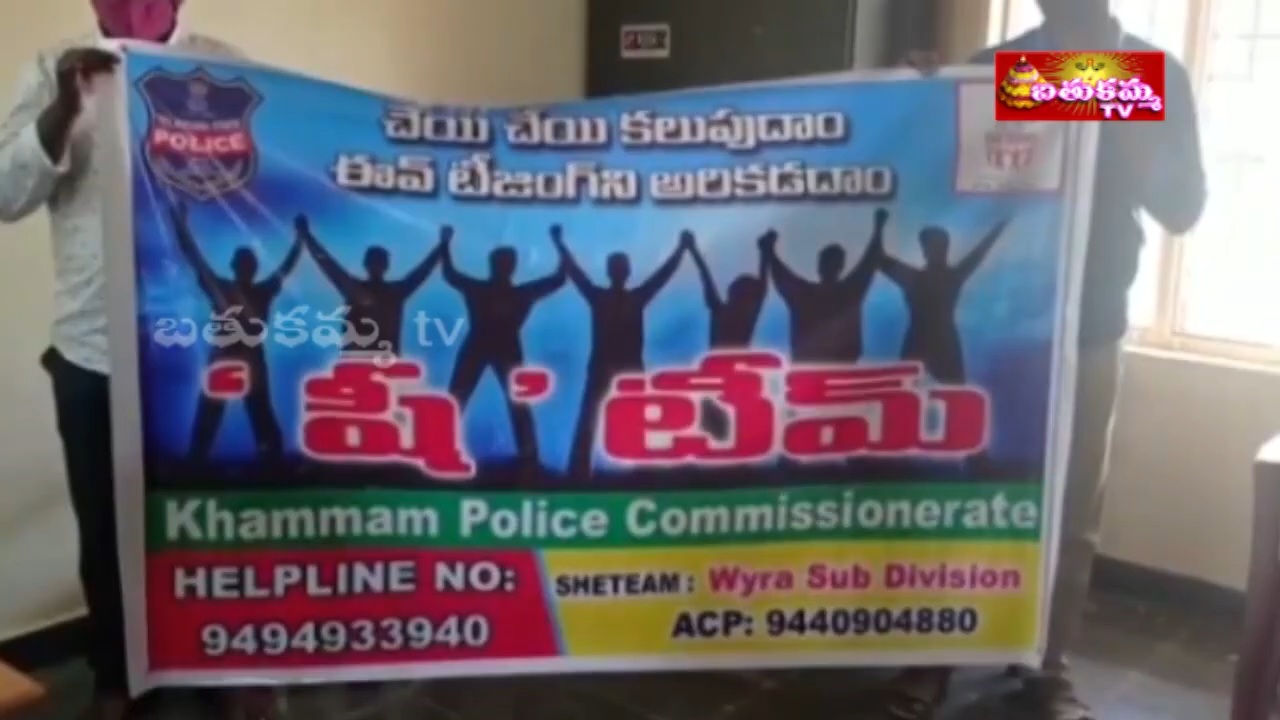 బతుకమ్మ
TV
POLICE
చేయి చేయి కలుపుదాం
ఈవ్ టీజింగ్‌ని అరికడదాం
బతుకమ్మ tv
'షీ' టీమ్
Khammam Police Commissionerate
HELPLINE NO:
9494933940
SHETEAM: Wyra Sub Division
ACP: 9440904880